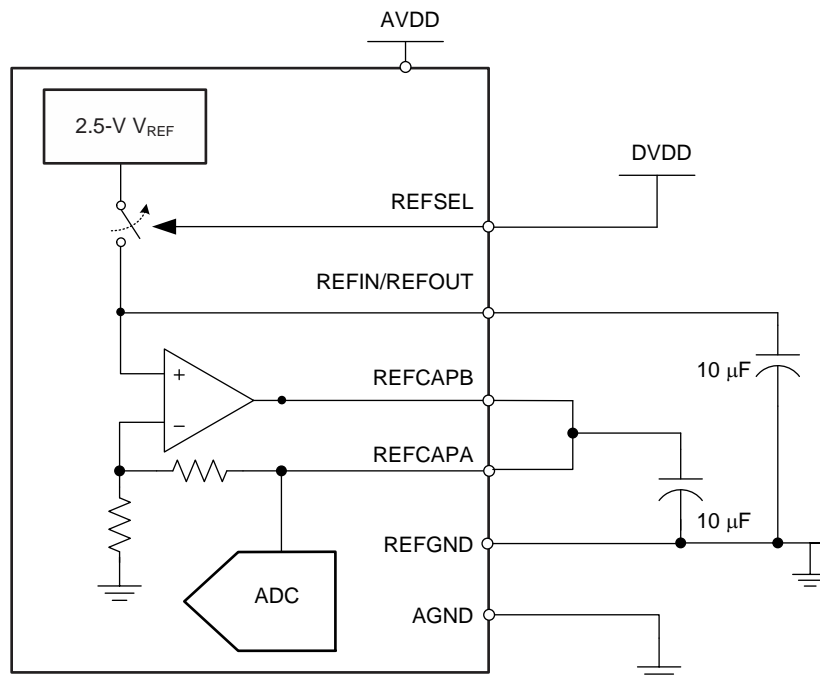 AVDD
2.5-V VREF
DVDD
REFSEL
REFIN/REFOUT
+
10 μF
REFCAPB
−
REFCAPA
10 μF
REFGND
ADC
AGND